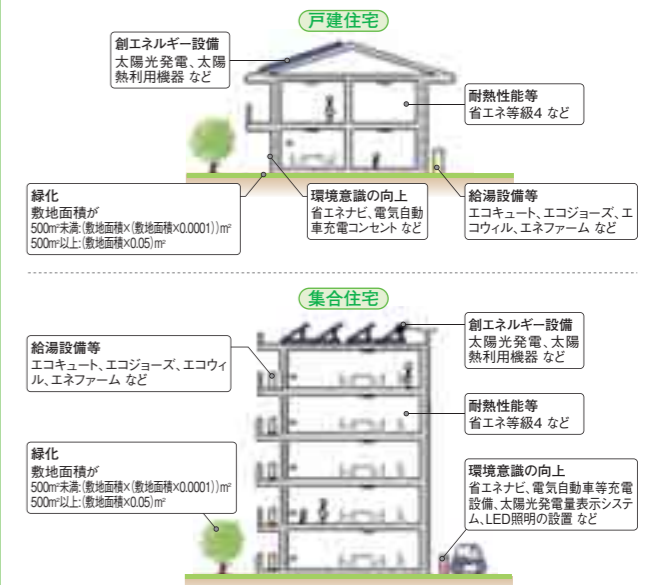 戸建住宅
創エネルギー設備
太陽光発電、太陽
熱利用機器 など
耐熱性能等
省エネ等級4 など
緑化
敷地面積が
500㎡未満:(敷地面積×(敷地面積×0.0001))㎡
500㎡以上:(敷地面積×0.05)㎡
環境意識の向上
省エネナビ、電気自動
車充電コンセント など
給湯設備等
エコキュート、エコジョーズ、エ
コウィル、エネファーム など
集合住宅
給湯設備等
エコキュート、エコジョーズ、エコウィ
ル、エネファーム など
創エネルギー設備
太陽光発電、太陽
熱利用機器 など
耐熱性能等
省エネ等級4 など
緑化
敷地面積が
500㎡未満:(敷地面積×(敷地面積×0.0001))㎡
500㎡以上:(敷地面積×0.05)㎡
環境意識の向上
省エネナビ、電気自動車等充電
設備、太陽光発電量表示システ
ム、LED照明の設置 など